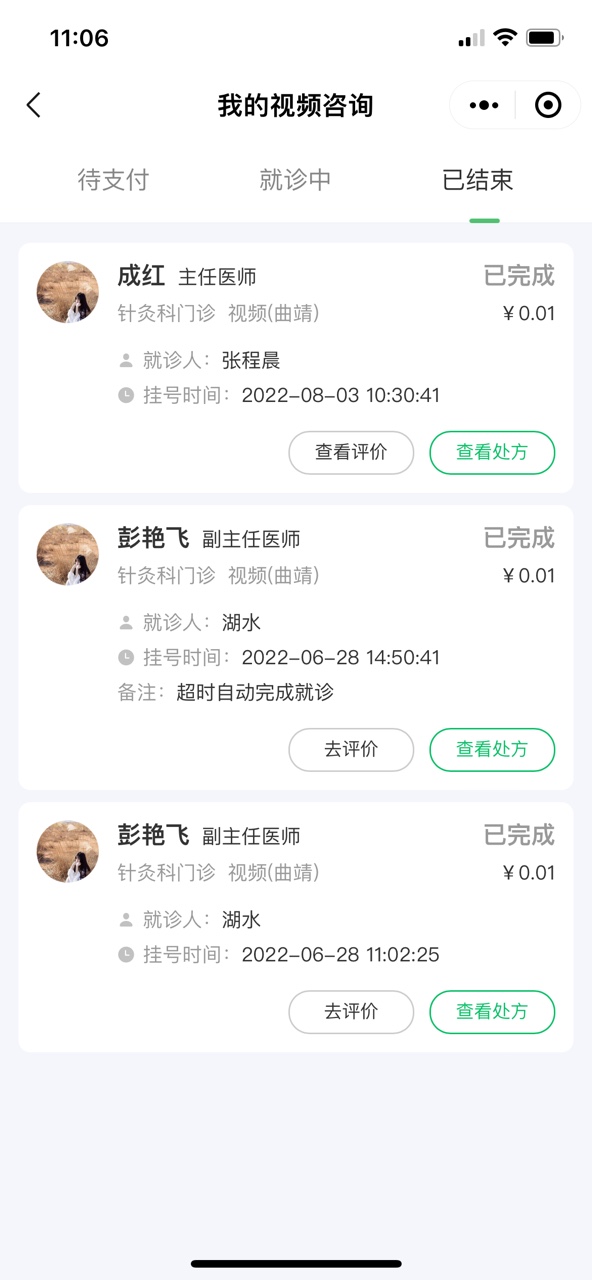 11:06
我的视频咨询
待支付 就诊中 已结束
成红 主任医师 已完成
针灸科门诊 视频(曲靖) ¥0.01
就诊人: 张程晨
挂号时间: 2022-08-03 10:30:41
查看评价 查看处方
彭艳飞 副主任医师 已完成
针灸科门诊 视频(曲靖) ¥0.01
就诊人: 湖水
挂号时间: 2022-06-28 14:50:41
备注: 超时自动完成就诊
去评价 查看处方
彭艳飞 副主任医师 已完成
针灸科门诊 视频(曲靖) ¥0.01
就诊人: 湖水
挂号时间: 2022-06-28 11:02:25
去评价 查看处方